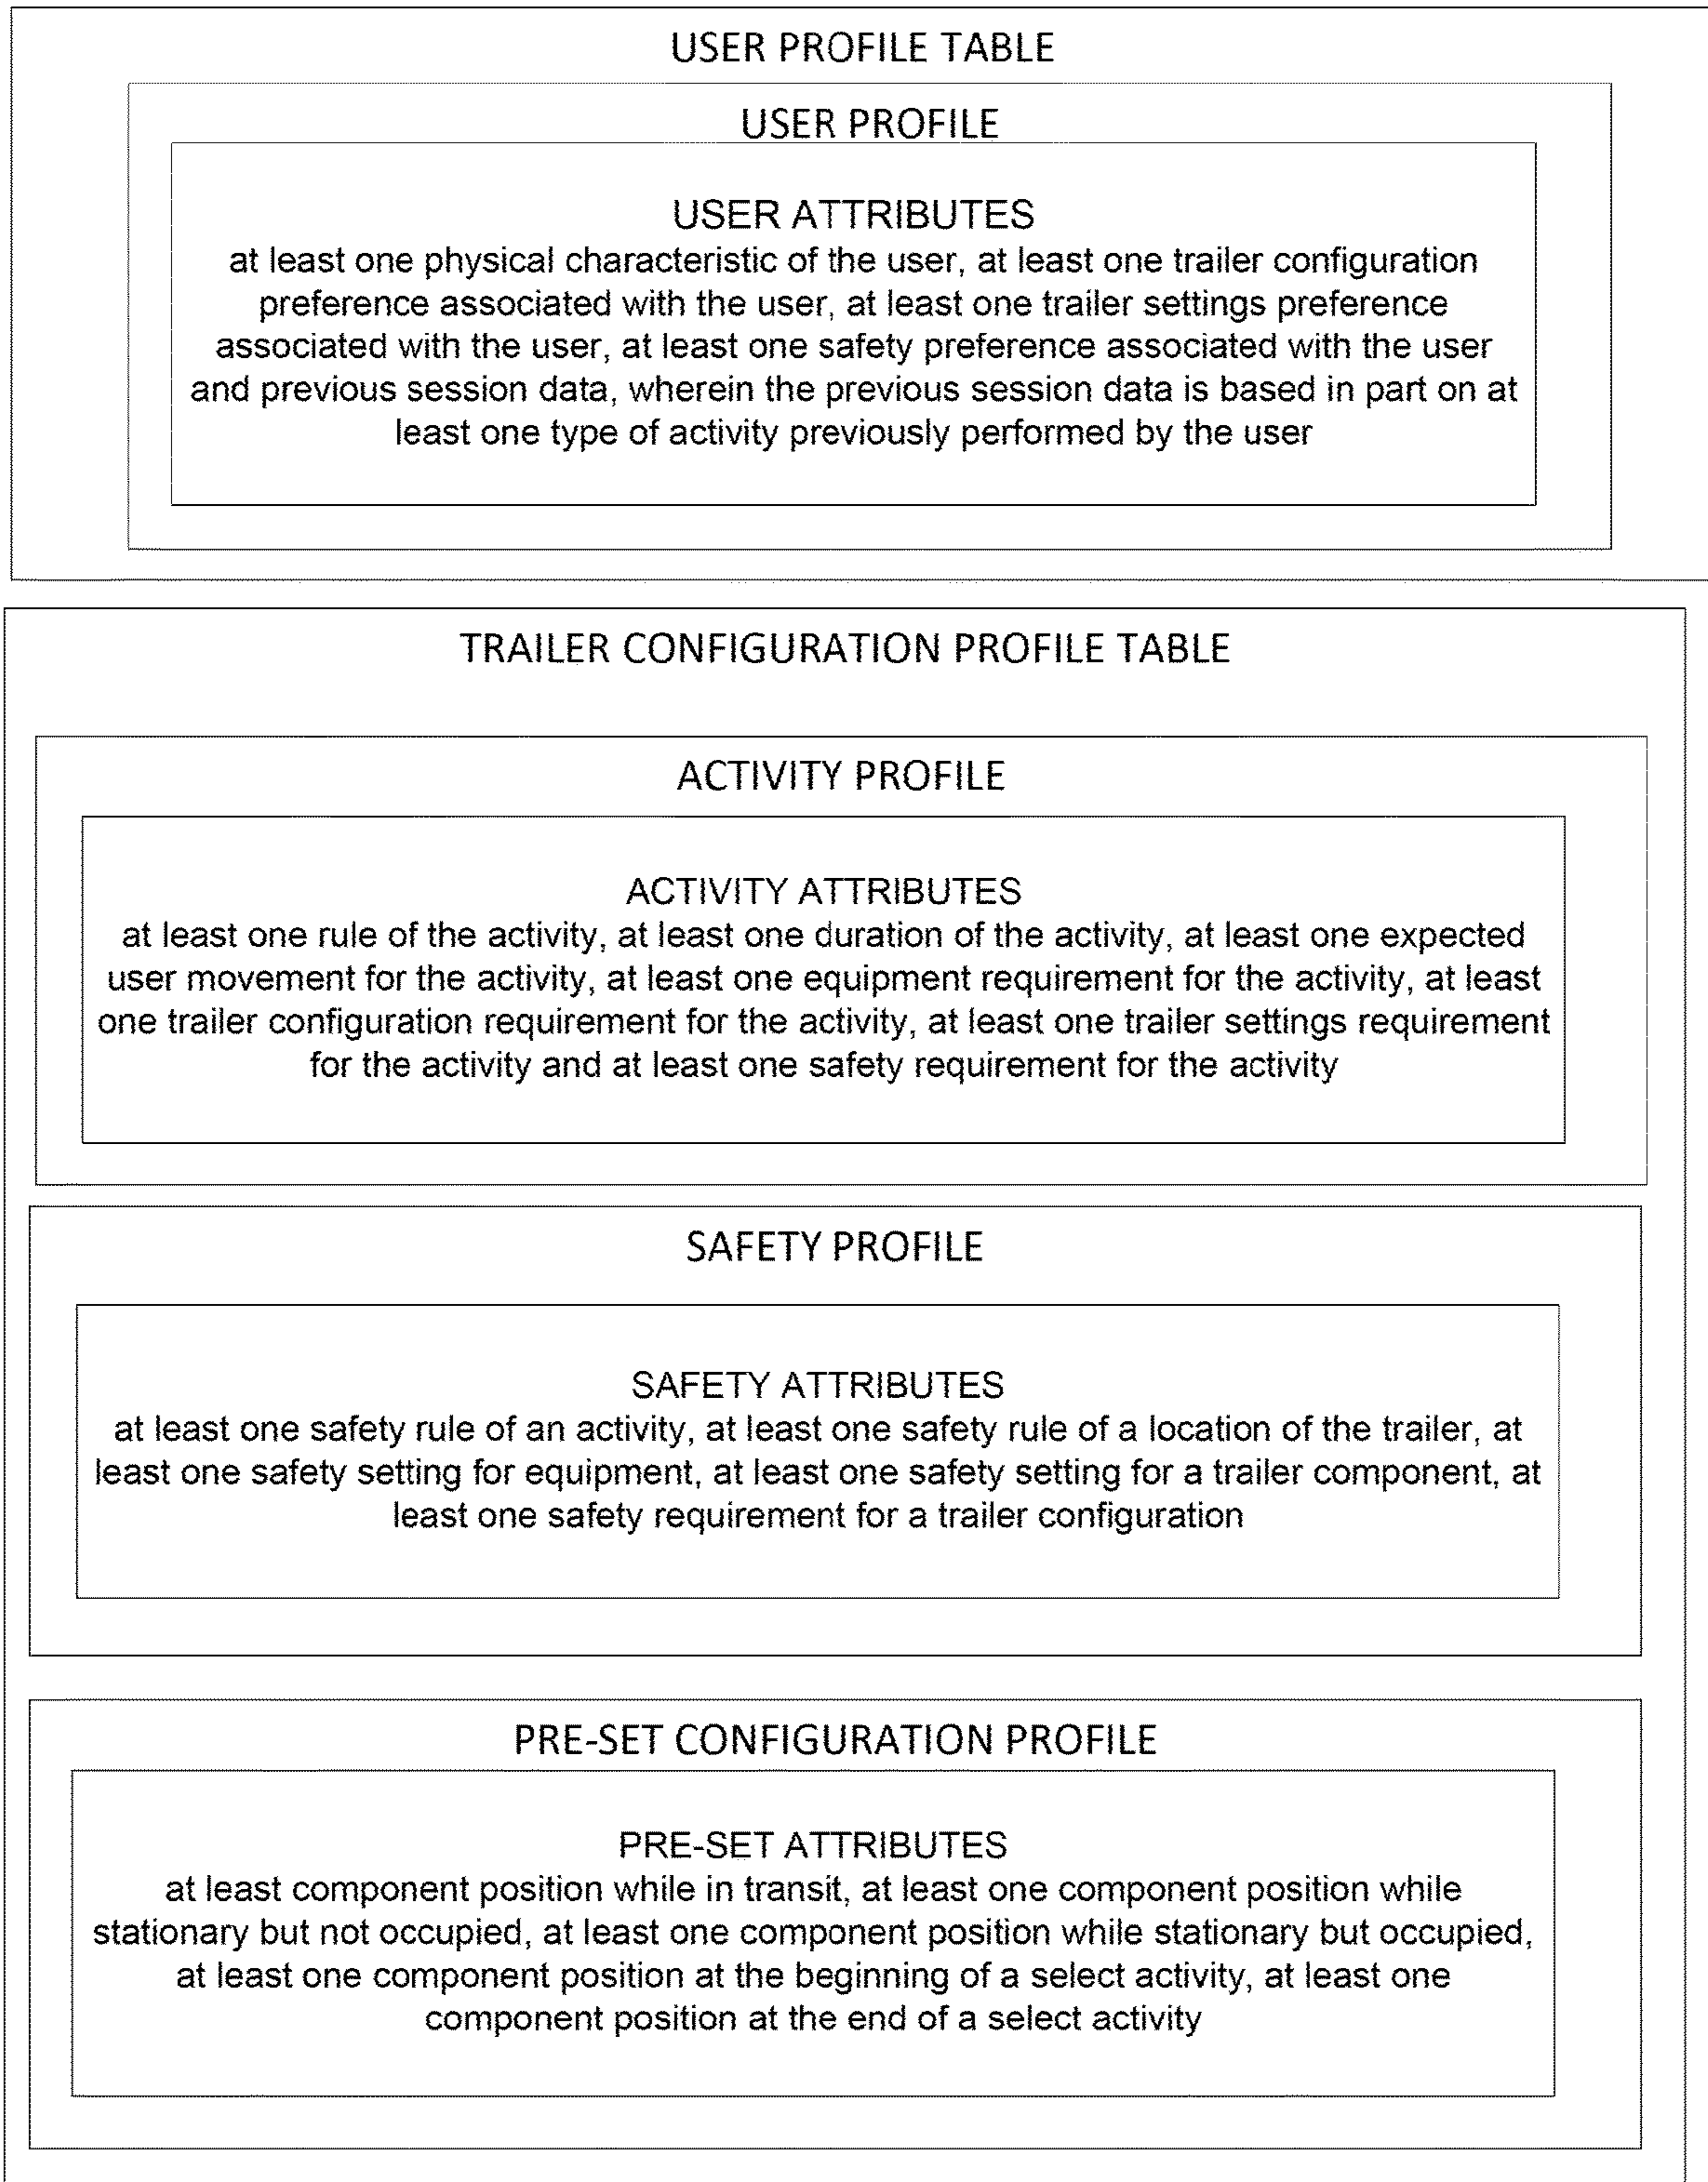 USER PROFILE TABLE
USER PROFILE
USER ATTRIBUTES
at least one physical characteristic of the user, at least one trailer configuration
preference associated with the user, at least one trailer settings preference
associated with the user, at least one safety preference associated with the user
and previous session data, wherein the previous session data is based in part on at
least one type of activity previously performed by the user
TRAILER CONFIGURATION PROFILE TABLE
ACTIVITY PROFILE
ACTIVITY ATTRIBUTES
at least one rule of the activity, at least one duration of the activity, at least one expected
user movement for the activity, at least one equipment requirement for the activity, at least
one trailer configuration requirement for the activity, at least one trailer settings requirement
for the activity and at least one safety requirement for the activity
SAFETY PROFILE
SAFETY ATTRIBUTES
at least one safety rule of an activity, at least one safety rule of a location of the trailer, at
least one safety setting for equipment, at least one safety setting for a trailer component, at
least one safety requirement for a trailer configuration
PRE-SET CONFIGURATION PROFILE
PRE-SET ATTRIBUTES
at least component position while in transit, at least one component position while
stationary but not occupied, at least one component position while stationary but occupied,
at least one component position at the beginning of a select activity, at least one
component position at the end of a select activity